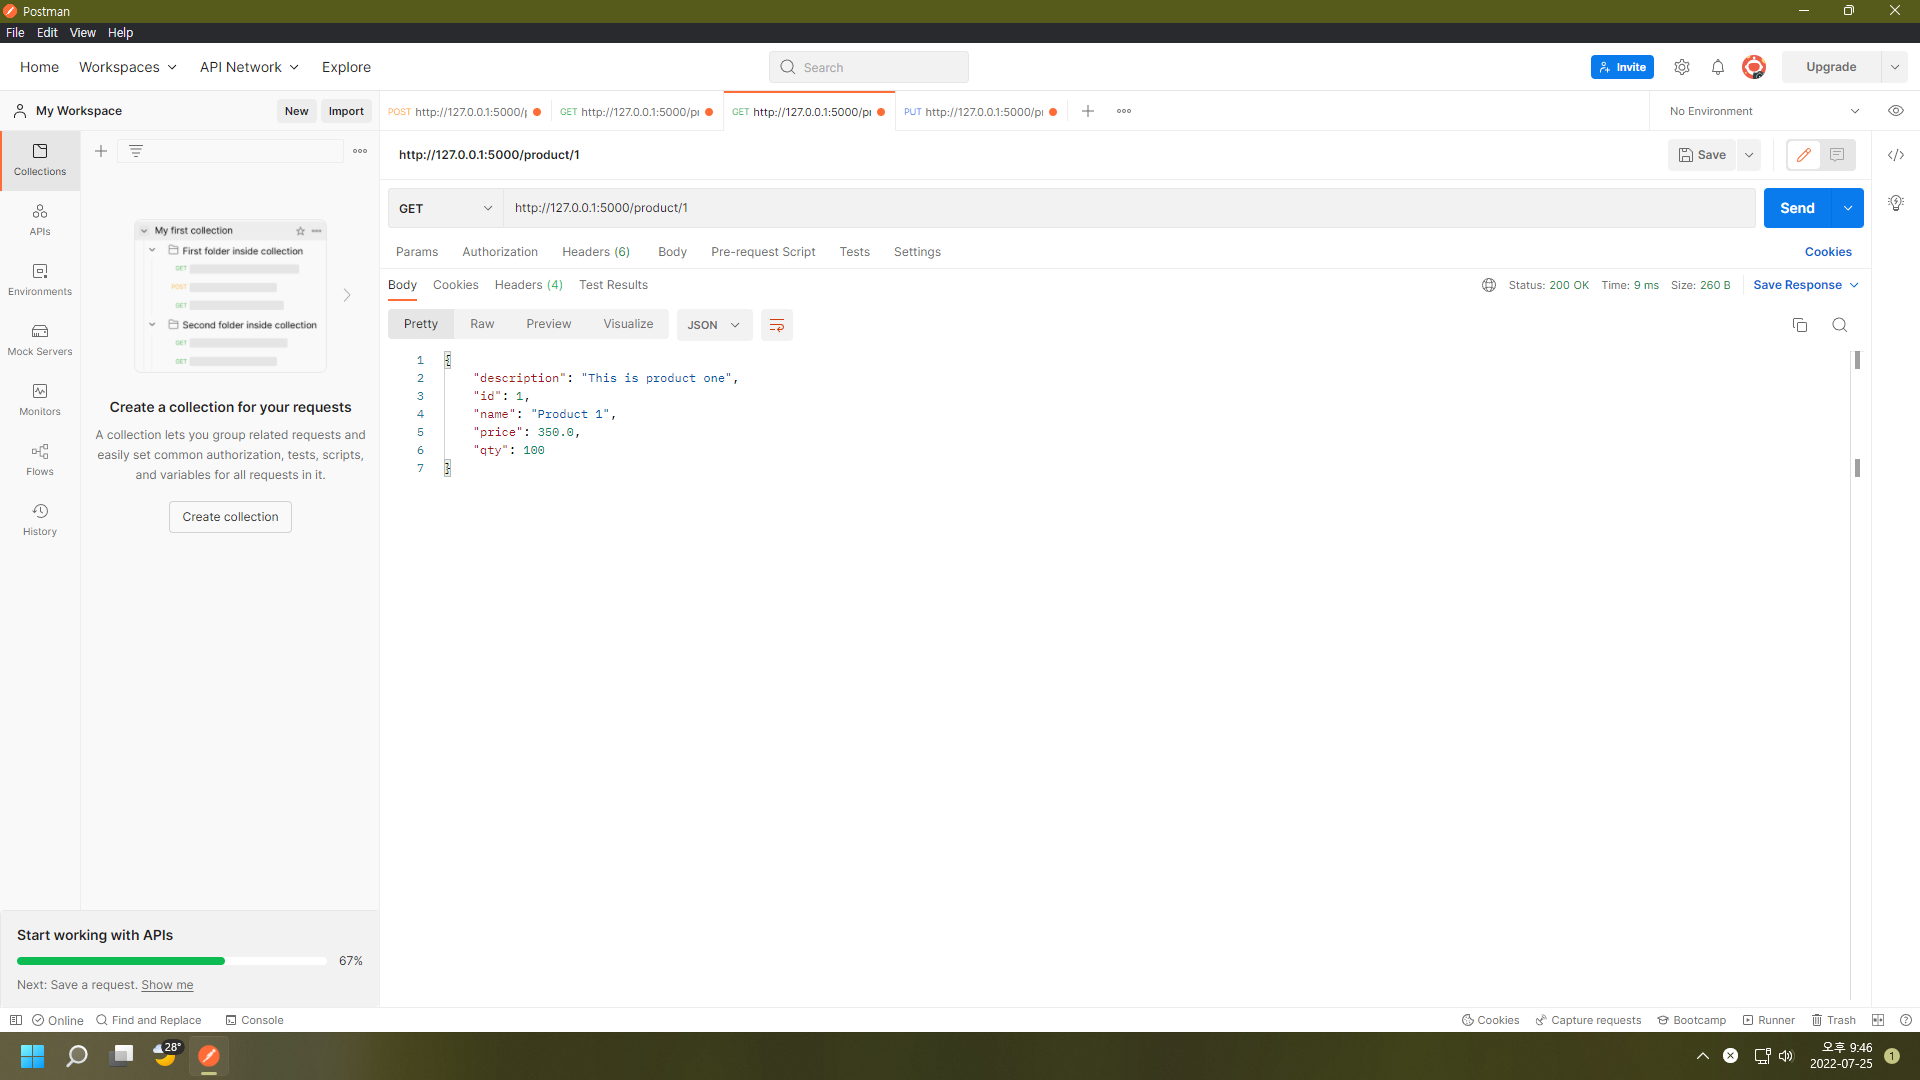 Postman
File Edit View Help
Home Workspaces API Network Explore Search Invite Upgrade
My Workspace New Import
POST http://127.0.0.1:5000/p GET http://127.0.0.1:5000/p GET http://127.0.0.1:5000/p PUT http://127.0.0.1:5000/p No Environment
Collections
APIs
Environments
Mock Servers
Monitors
Flows
History
My first collection
First folder inside collection
GET
POST
GET
Second folder inside collection
GET
GET
Create a collection for your requests
A collection lets you group related requests and
easily set common authorization, tests, scripts,
and variables for all requests in it.
Create collection
Start working with APIs
67%
Next: Save a request. Show me
http://127.0.0.1:5000/product/1 Save
GET http://127.0.0.1:5000/product/1 Send
Params Authorization Headers (6) Body Pre-request Script Tests Settings Cookies
Body Cookies Headers (4) Test Results Status: 200 OK Time: 9 ms Size: 260 B Save Response
Pretty Raw Preview Visualize JSON
1 {
2 "description": "This is product one",
3 "id": 1,
4 "name": "Product 1",
5 "price": 350.0,
6 "qty": 100
7 }
Online Find and Replace Console Cookies Capture requests Bootcamp Runner Trash
28°
오후 9:46
2022-07-25
1